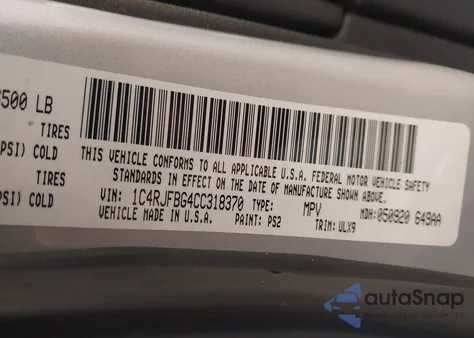 500 LB
TIRES
PSI) COLD
TIRES
PSI) COLD
THIS VEHICLE CONFORMS TO ALL APPLICABLE U.S.A. FEDERAL MOTOR VEHICLE SAFETY
STANDARDS IN EFFECT ON THE DATE OF MANUFACTURE SHOWN ABOVE.
VIN: 1C4RJFBG4CC318370 TYPE: MPV MDH: 050920 649AA
VEHICLE MADE IN U.S.A. PAINT: PS2 TRIM: ULX9
autoSnap